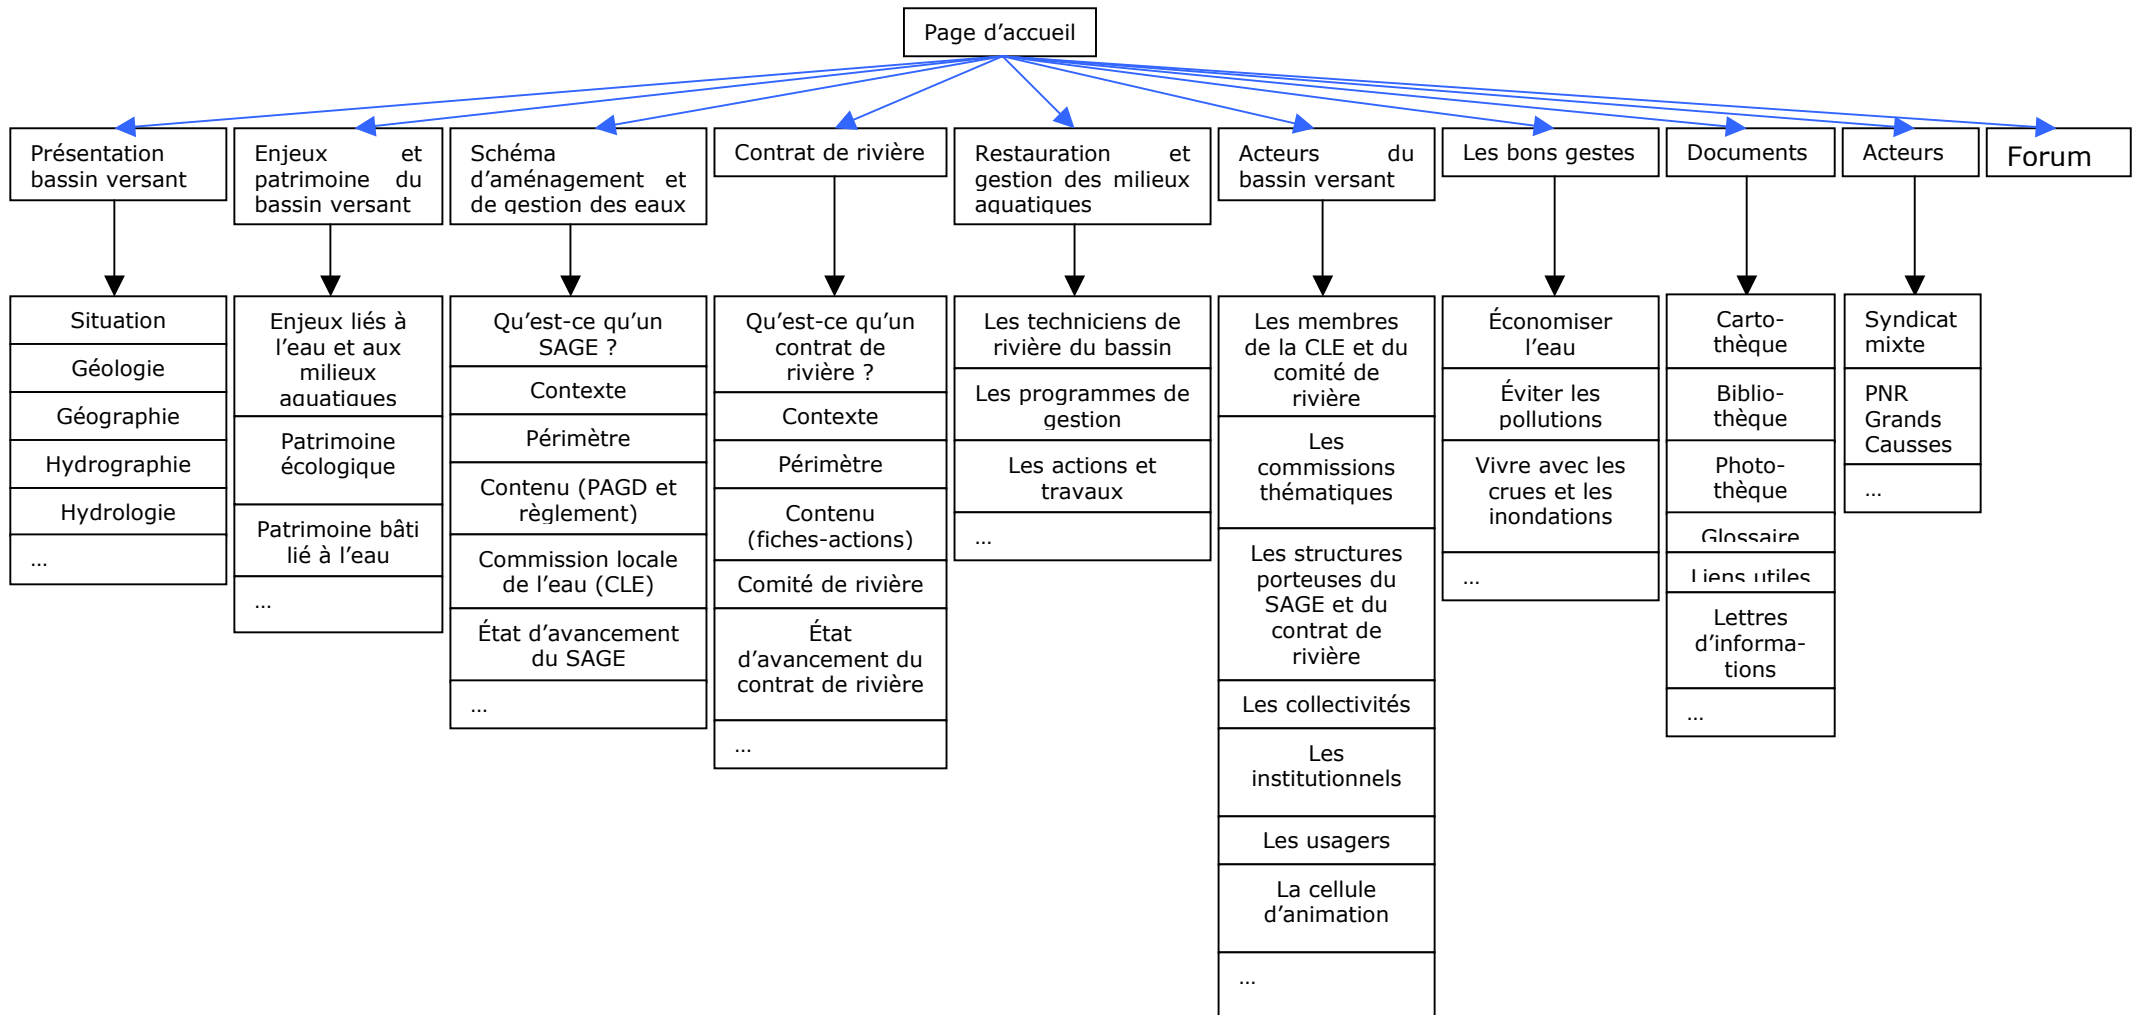 Page d’accueil
Présentation
bassin versant
Enjeux et
patrimoine du
bassin versant
Schéma
d’aménagement et
de gestion des eaux
Contrat de rivière
Restauration et
gestion des milieux
aquatiques
Acteurs du
bassin versant
Les bons gestes
Documents
Acteurs
Forum
Situation
Géologie
Géographie
Hydrographie
Hydrologie
...
Enjeux liés à
l’eau et aux
milieux
aquatiques
Patrimoine
écologique
Patrimoine bâti
lié à l’eau
...
Qu’est-ce qu’un
SAGE ?
Contexte
Périmètre
Contenu (PAGD et
règlement)
Commission locale
de l’eau (CLE)
État d’avancement
du SAGE
...
Qu’est-ce qu’un
contrat de
rivière ?
Contexte
Périmètre
Contenu
(fiches-actions)
Comité de rivière
État
d’avancement du
contrat de rivière
...
Les techniciens de
rivière du bassin
Les programmes de
gestion
Les actions et
travaux
...
Les membres
de la CLE et du
comité de
rivière
Les
commissions
thématiques
Les structures
porteuses du
SAGE et du
contrat de
rivière
Les collectivités
Les
institutionnels
Les usagers
La cellule
d’animation
...
Économiser
l’eau
Éviter les
pollutions
Vivre avec les
crues et les
inondations
...
Carto-
thèque
Biblio-
thèque
Photo-
thèque
Glossaire
Liens utiles
Lettres
d’informa-
tions
...
Syndicat
mixte
PNR
Grands
Causses
...